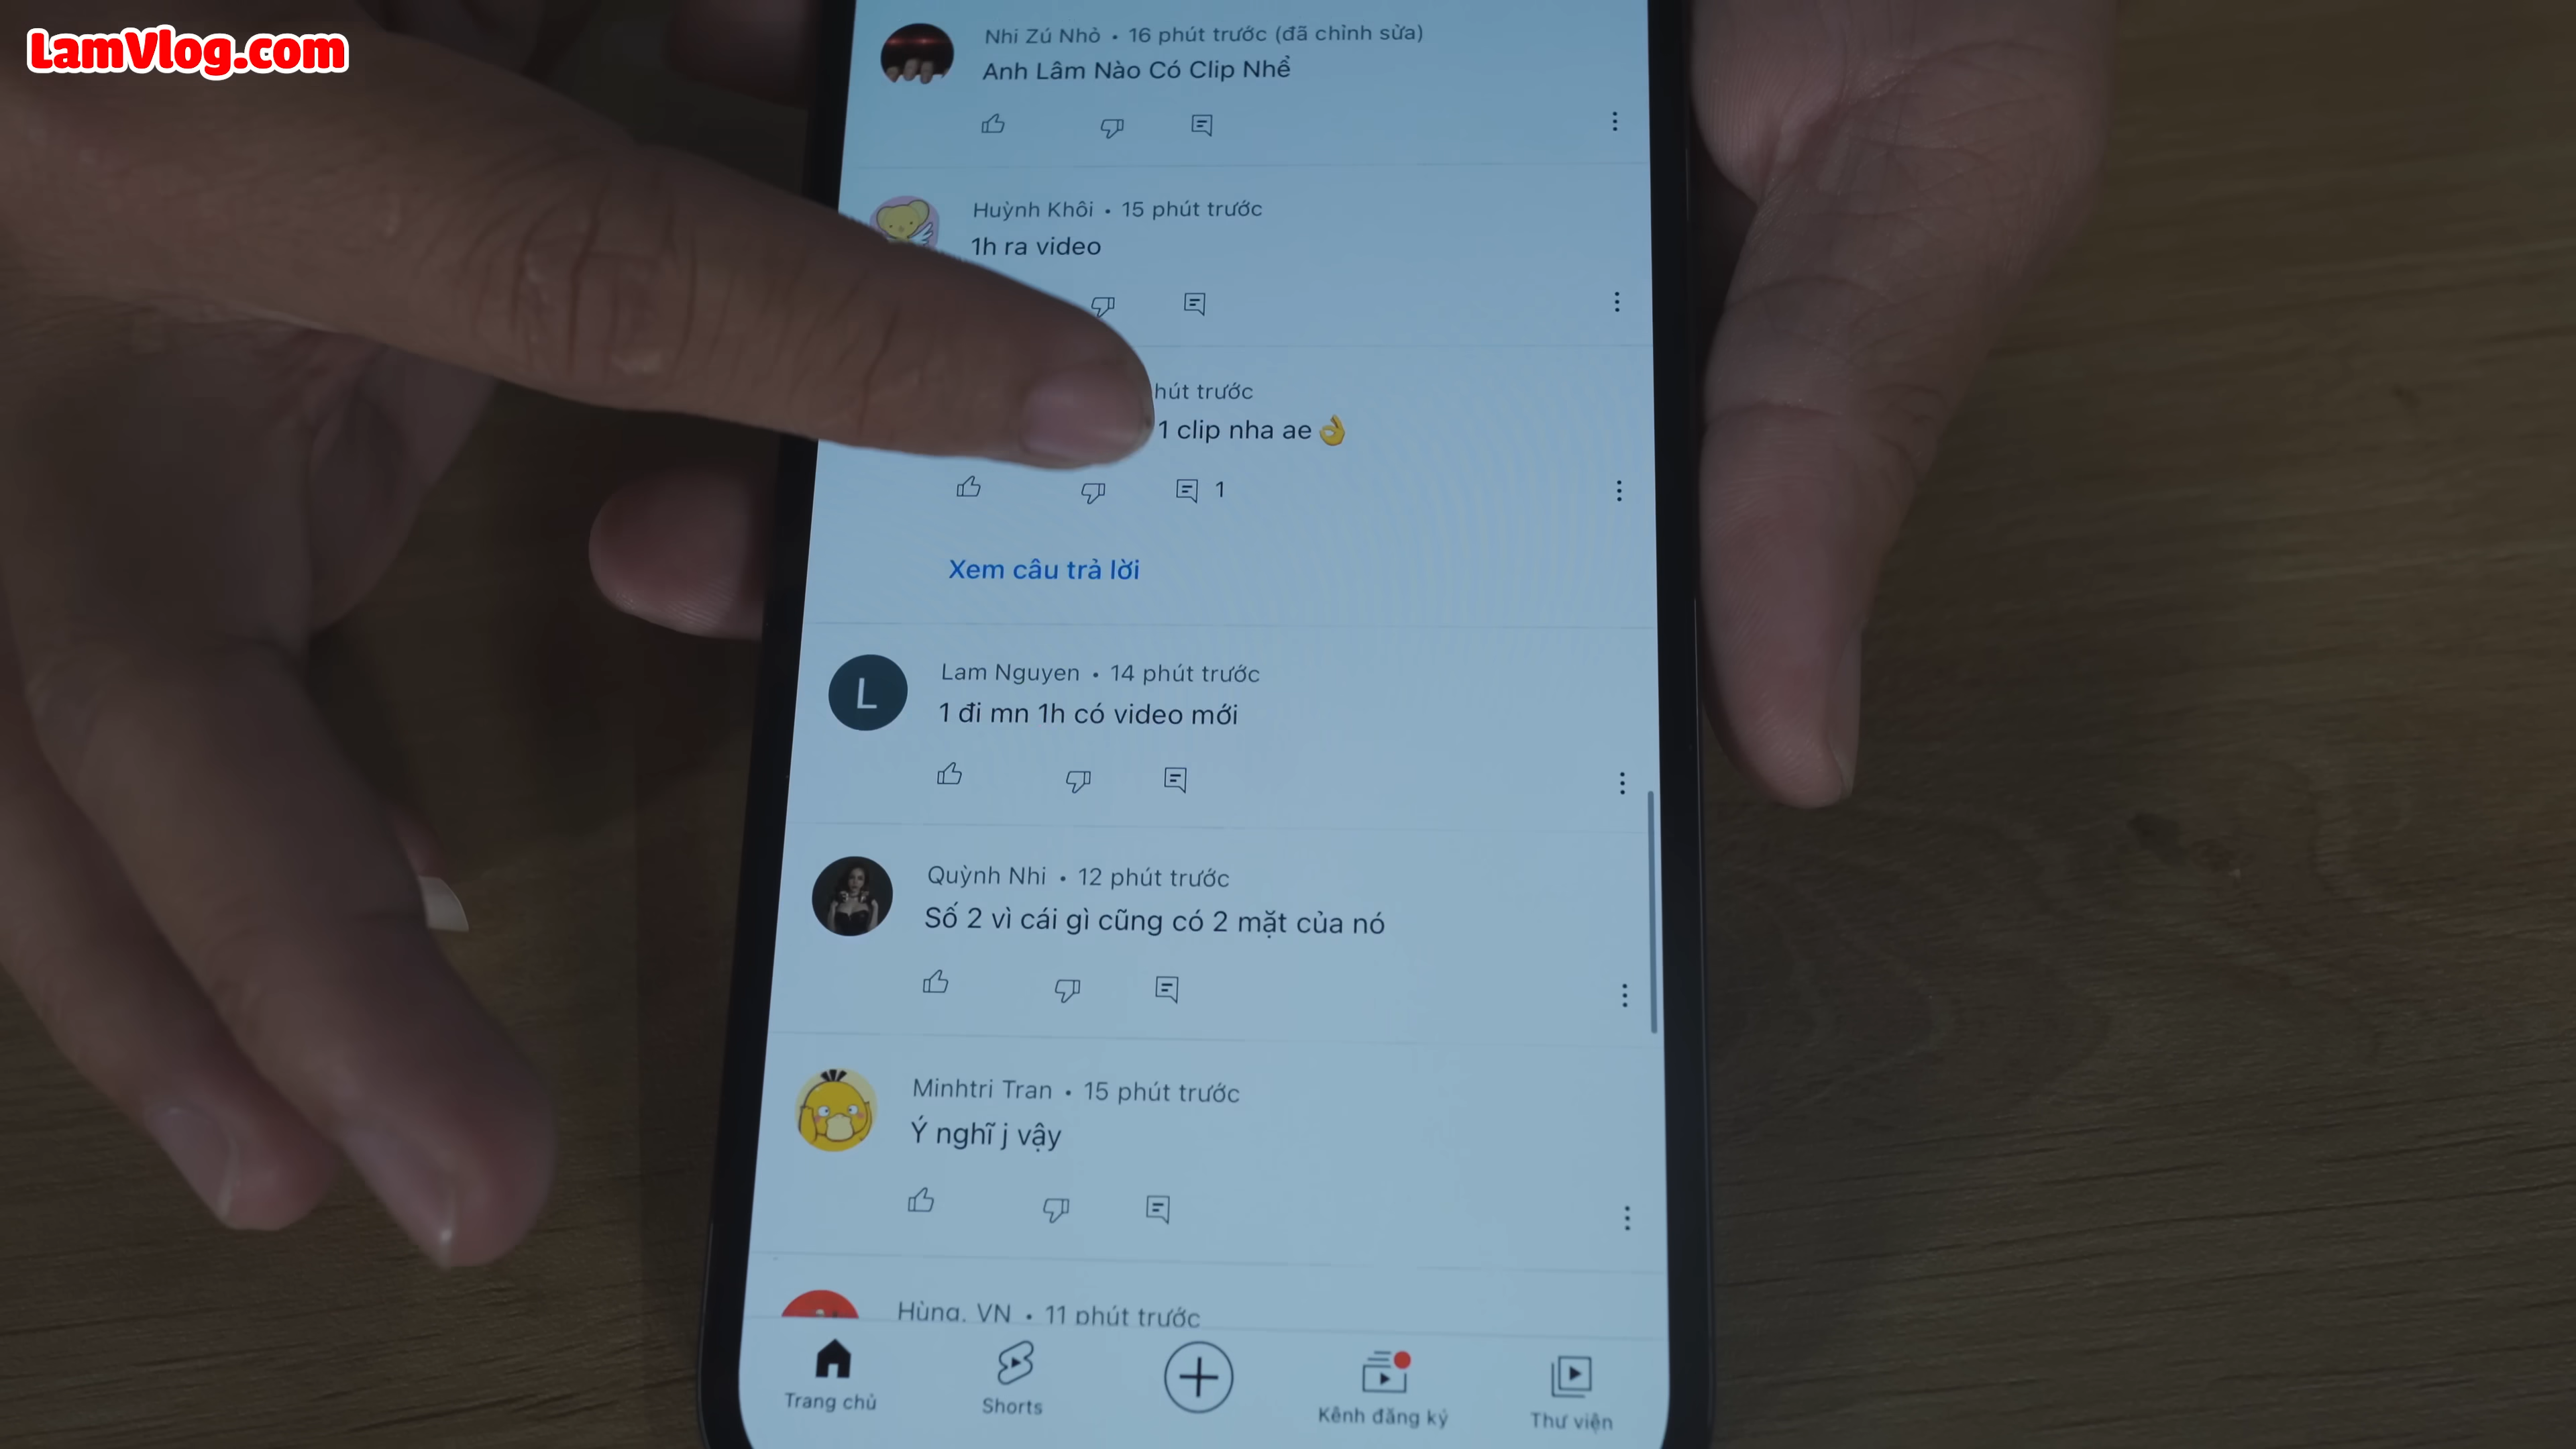 LamVlog.com
Nhi Zú Nhỏ • 16 phút trước (đã chỉnh sửa)
Anh Lâm Nào Có Clip Nhể
Huỳnh Khôi • 15 phút trước
1h ra video
trước
1 clip nha ae👌
1
Xem câu trả lời
L
Lam Nguyen • 14 phút trước
1 đi mn 1h có video mới
Quỳnh Nhi • 12 phút trước
Số 2 vì cái gì cũng có 2 mặt của nó
Minhtri Tran • 15 phút trước
Ý nghĩ j vậy
Hùng. VN • 11 phút trước
Trang chủ
Shorts
Kênh đăng ký
Thư viện